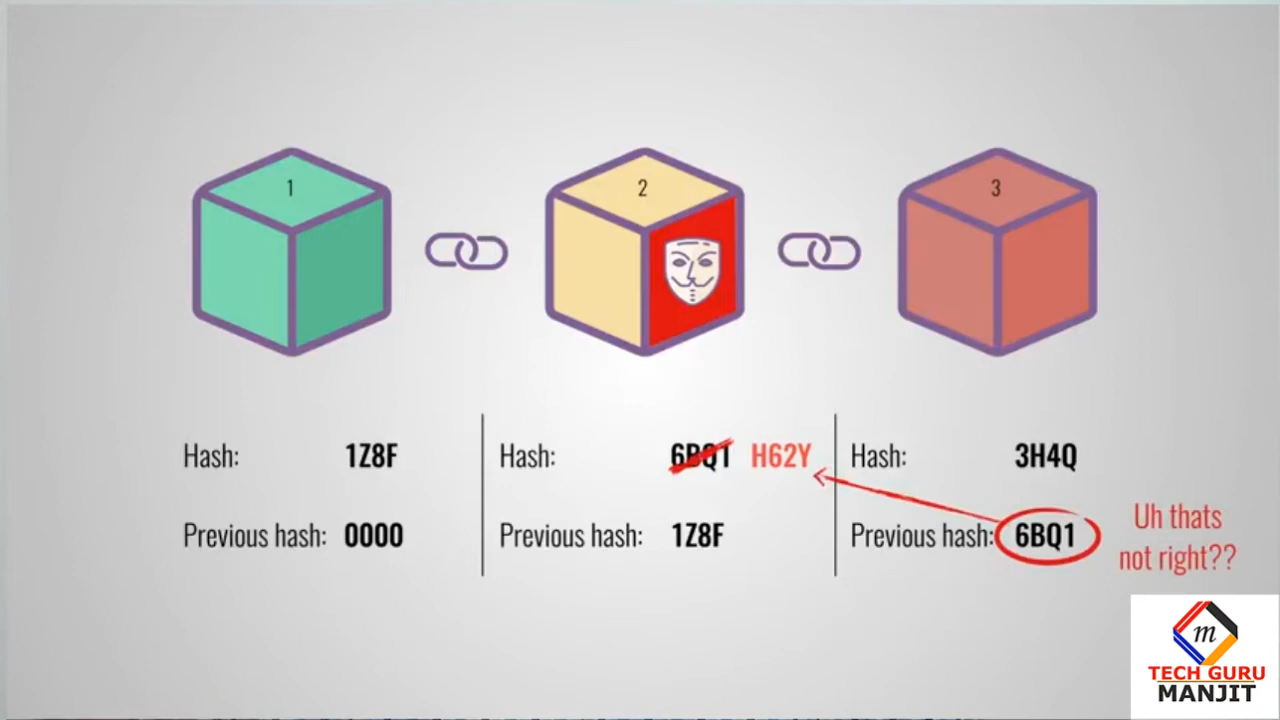 1
2
3
Hash: 1Z8F
Previous hash: 0000
Hash: 6BQ1 H62Y
Previous hash: 1Z8F
Hash: 3H4Q
Previous hash: 6BQ1
Uh thats
not right??
m
TECH GURU
MANJIT